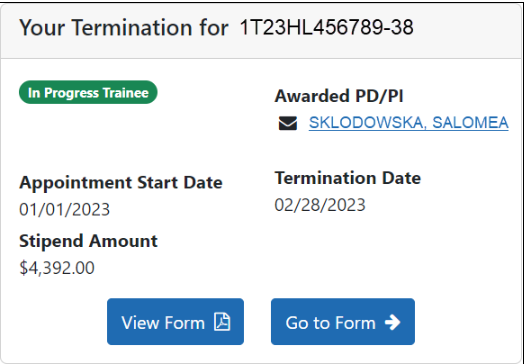 Your Termination for 1T23HL456789-38
In Progress Trainee
Awarded PD/PI
SKLODOWSKA, SALOMEA
Appointment Start Date
01/01/2023
Termination Date
02/28/2023
Stipend Amount
$4,392.00
View Form
Go to Form